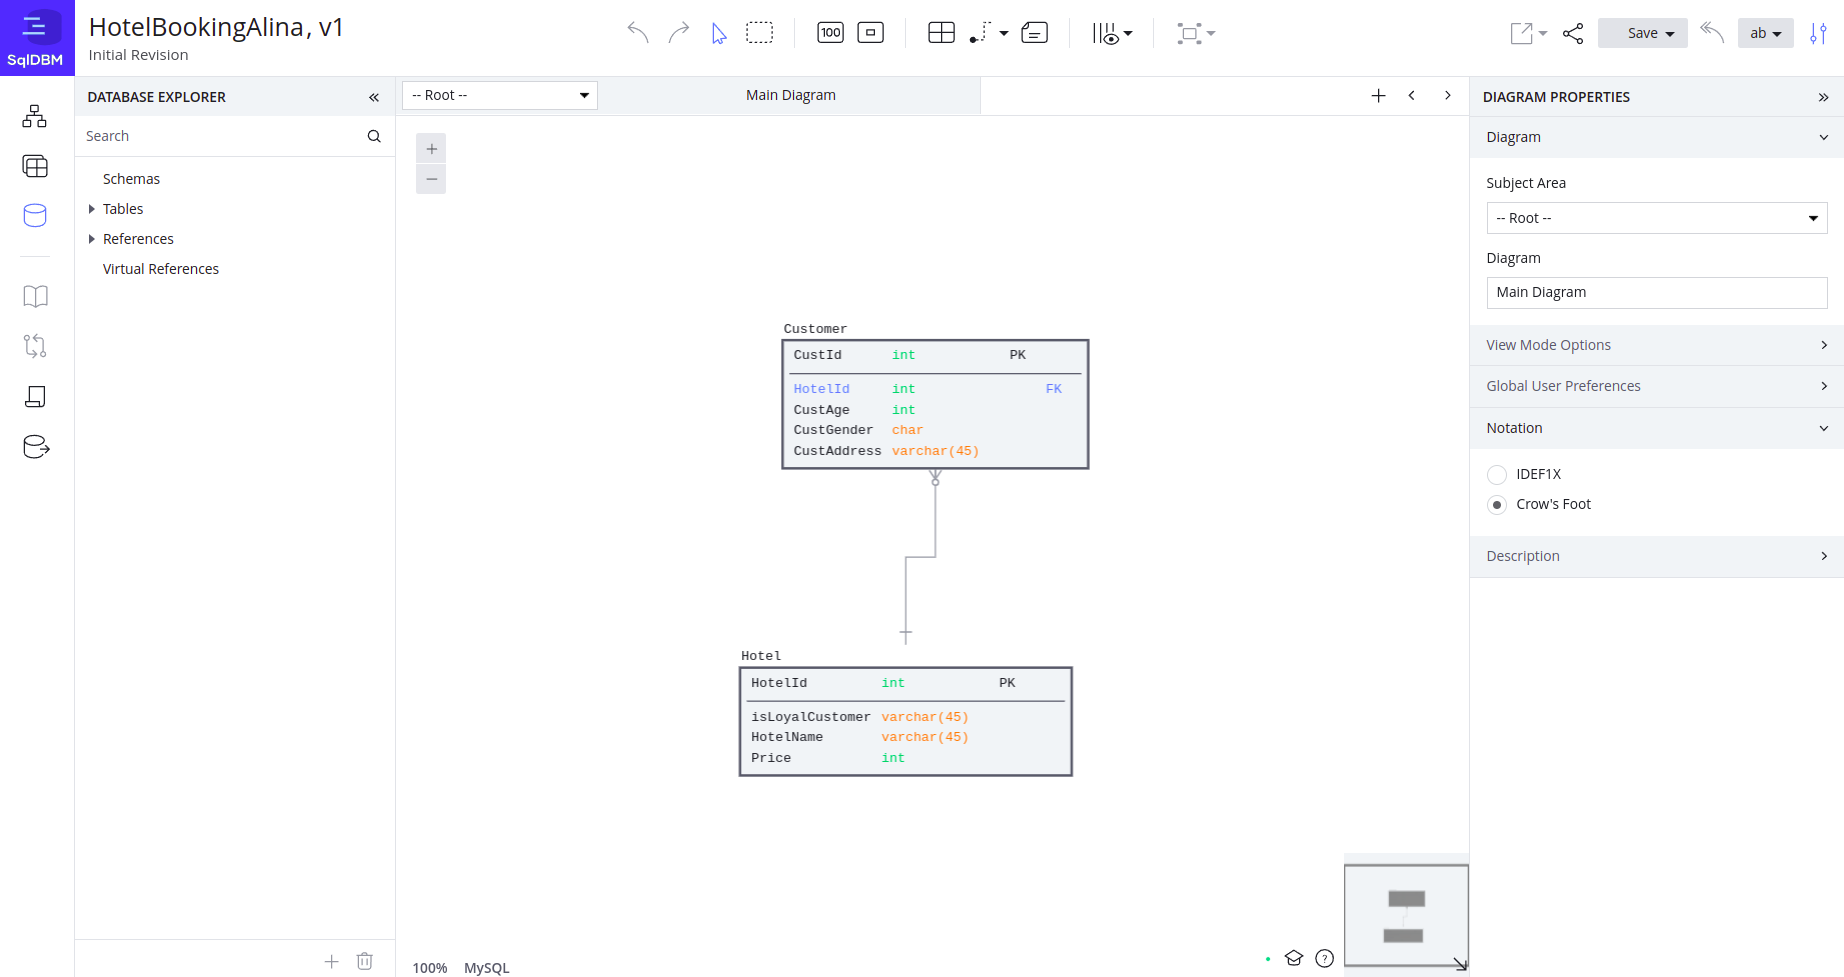 SqlDBM
HotelBookingAlina, v1
Initial Revision
100
Save
ab
DATABASE EXPLORER
Search
Schemas
Tables
References
Virtual References
-- Root --
Main Diagram
Customer
CustId int PK
HotelId int FK
CustAge int
CustGender char
CustAddress varchar(45)
Hotel
HotelId int PK
isLoyalCustomer varchar(45)
HotelName varchar(45)
Price int
100% MySQL
?
DIAGRAM PROPERTIES
Diagram
Subject Area
-- Root --
Diagram
Main Diagram
View Mode Options
Global User Preferences
Notation
IDEF1X
Crow's Foot
Description